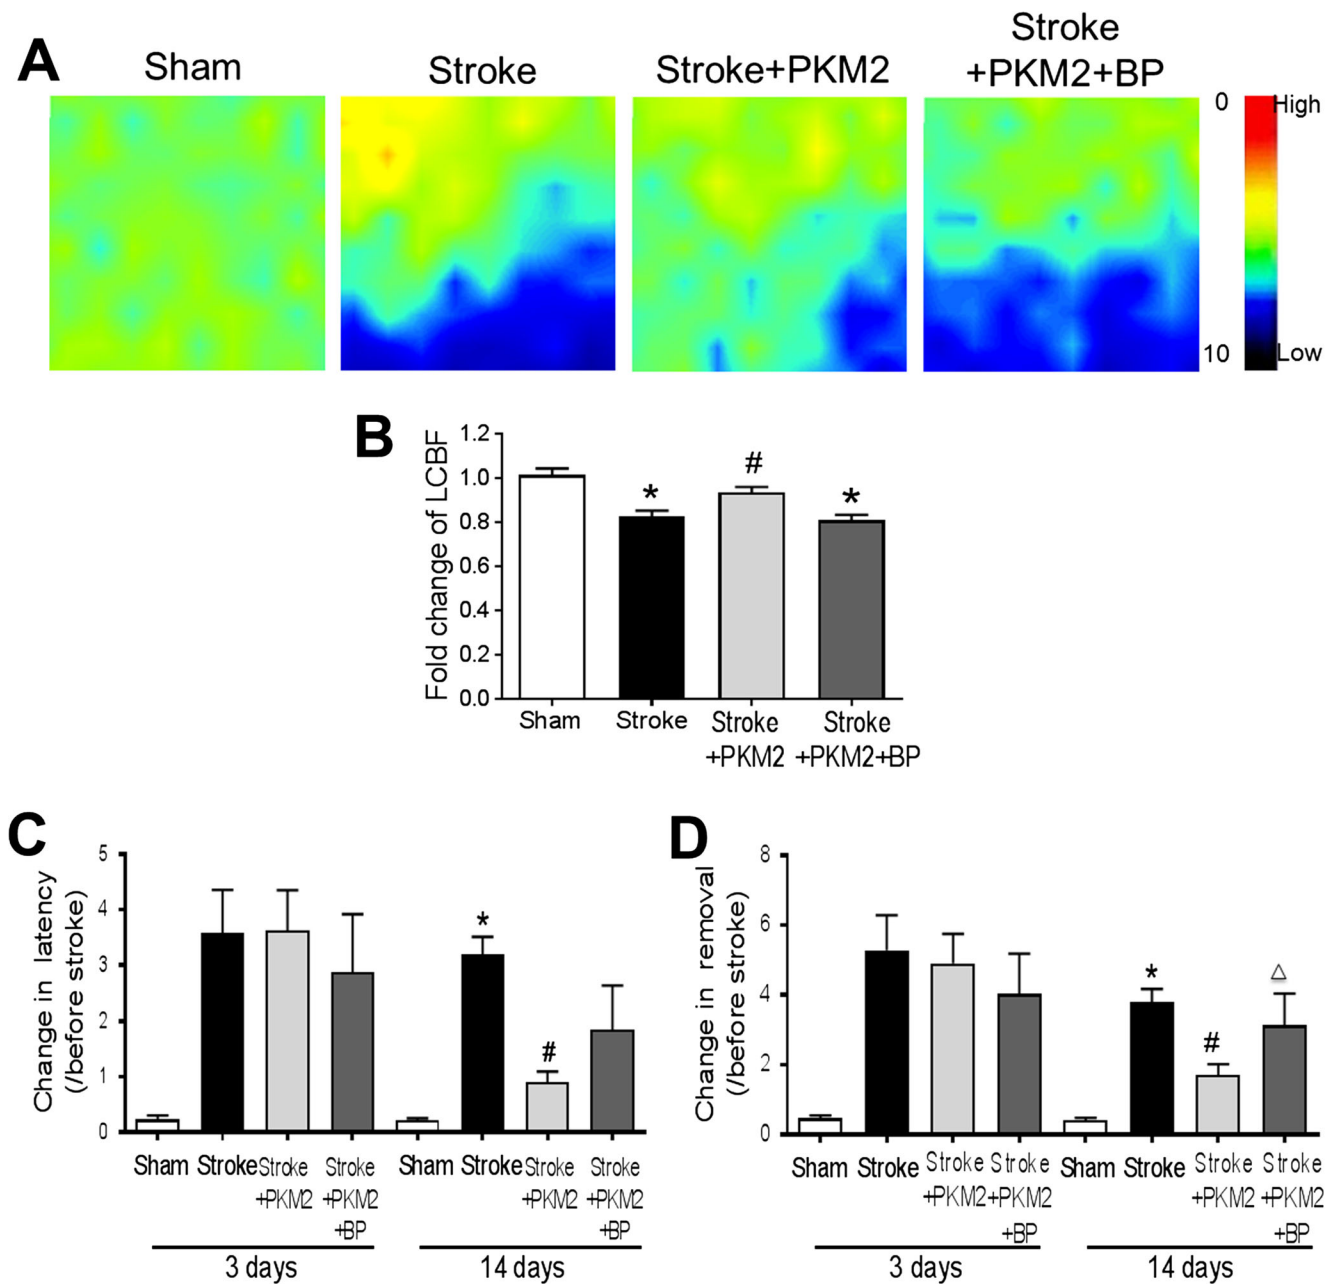 A
Sham
Stroke
Stroke+PKM2
Stroke
+PKM2+BP
0
High
10
Low
B
Fold change of LCBF
1.2
1.0
0.8
0.6
0.4
0.2
0.0
*
#
*
Sham
Stroke
Stroke
+PKM2
Stroke
+PKM2+BP
C
Change in latency
(/before stroke)
5
4
3
2
1
0
*
#
Sham
Stroke
Stroke
+PKM2
Stroke
+PKM2
+BP
Sham
Stroke
Stroke
+PKM2
Stroke
+PKM2
+BP
3 days
14 days
D
Change in removal
(/before stroke)
8
6
4
2
0
*
#
△
Sham
Stroke
Stroke
+PKM2
Stroke
+PKM2
+BP
Sham
Stroke
Stroke
+PKM2
Stroke
+PKM2
+BP
3 days
14 days